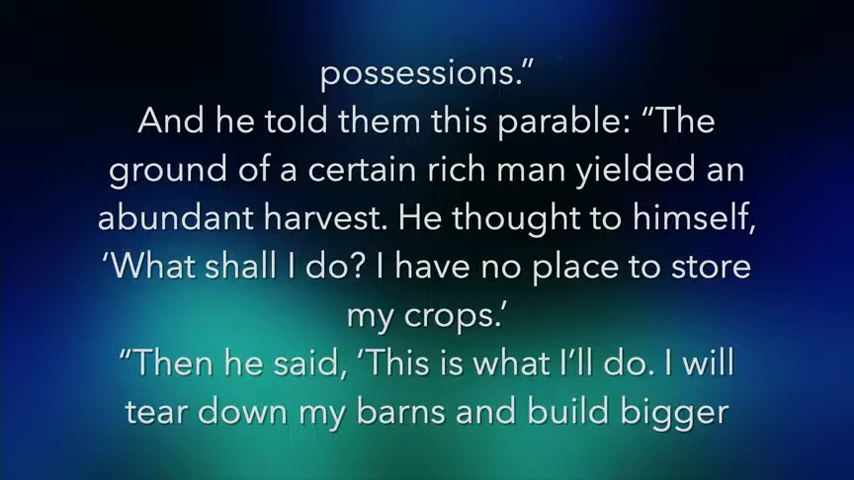 possessions.”
And he told them this parable: “The
ground of a certain rich man yielded an
abundant harvest. He thought to himself,
‘What shall I do? I have no place to store
my crops.’
“Then he said, ‘This is what I’ll do. I will
tear down my barns and build bigger